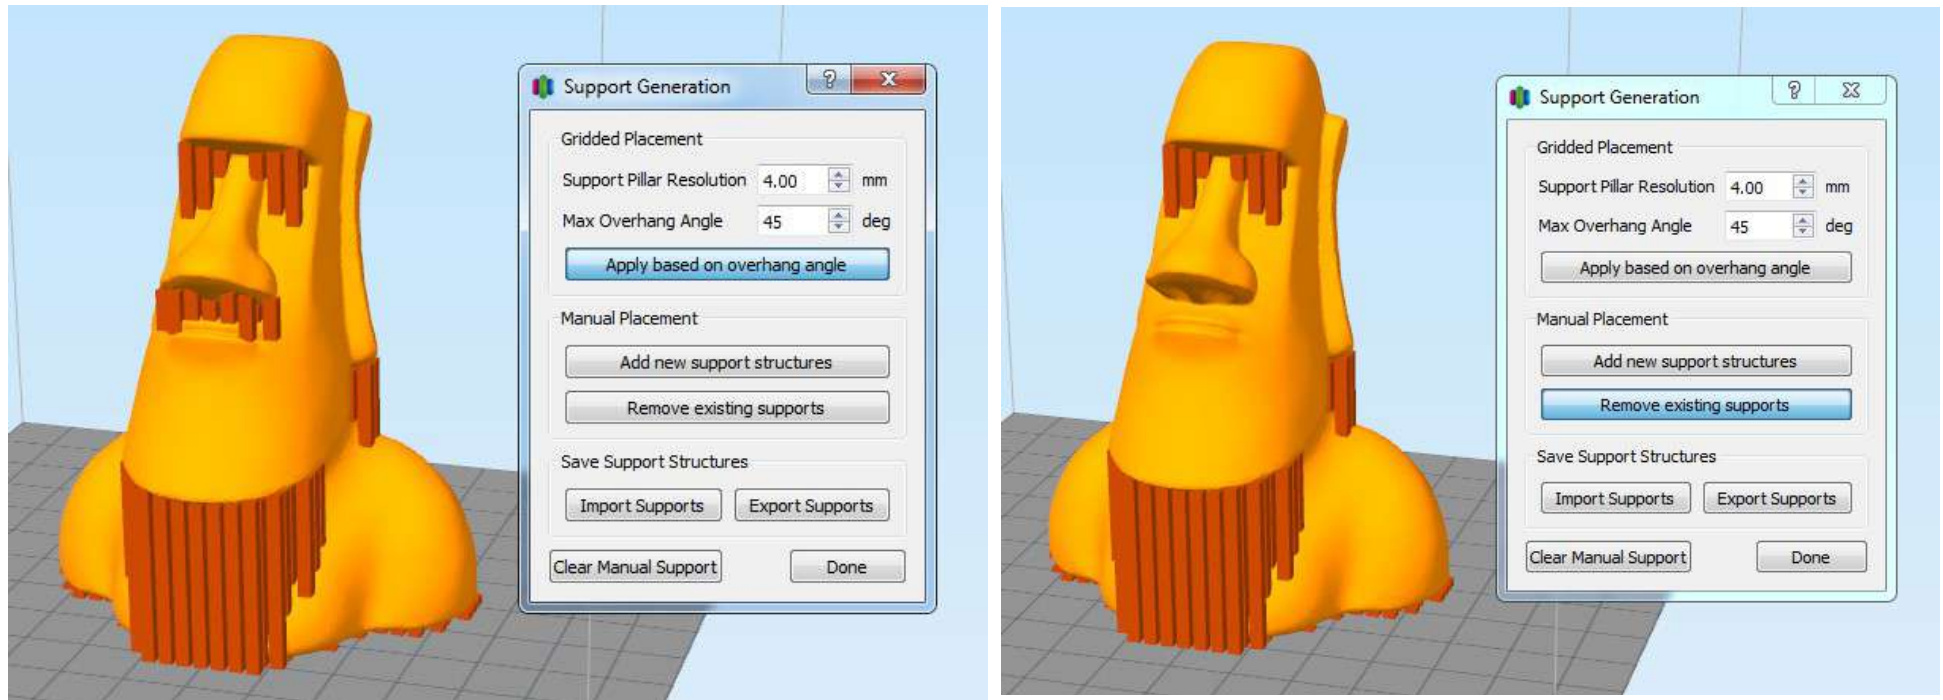 Support Generation
Gridded Placement
Support Pillar Resolution 4.00 mm
Max Overhang Angle 45 deg
Apply based on overhang angle
Manual Placement
Add new support structures
Remove existing supports
Save Support Structures
Import Supports Export Supports
Clear Manual Support Done
Support Generation
Gridded Placement
Support Pillar Resolution 4.00 mm
Max Overhang Angle 45 deg
Apply based on overhang angle
Manual Placement
Add new support structures
Remove existing supports
Save Support Structures
Import Supports Export Supports
Clear Manual Support Done